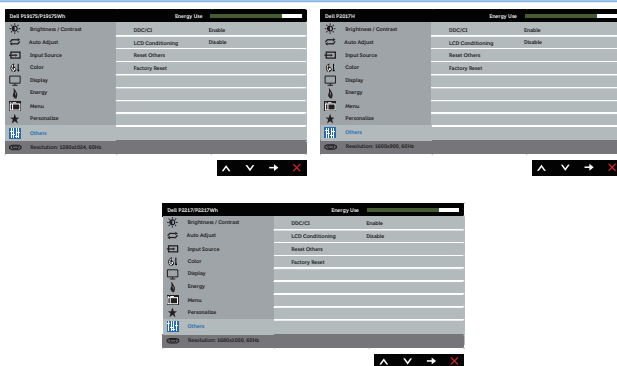 Dell P1917S/P1917SWh Energy Use
Brightness / Contrast DDC/CI Enable
Auto Adjust LCD Conditioning Disable
Input Source Reset Others
Color Factory Reset
Display
Energy
Menu
Personalize
Others
Resolution: 1280x1024, 60Hz
Dell P2017H Energy Use
Brightness / Contrast DDC/CI Enable
Auto Adjust LCD Conditioning Disable
Input Source Reset Others
Color Factory Reset
Display
Energy
Menu
Personalize
Others
Resolution: 1600x900, 60Hz
Dell P2217/P2217Wh Energy Use
Brightness / Contrast DDC/CI Enable
Auto Adjust LCD Conditioning Disable
Input Source Reset Others
Color Factory Reset
Display
Energy
Menu
Personalize
Others
Resolution: 1680x1050, 60Hz